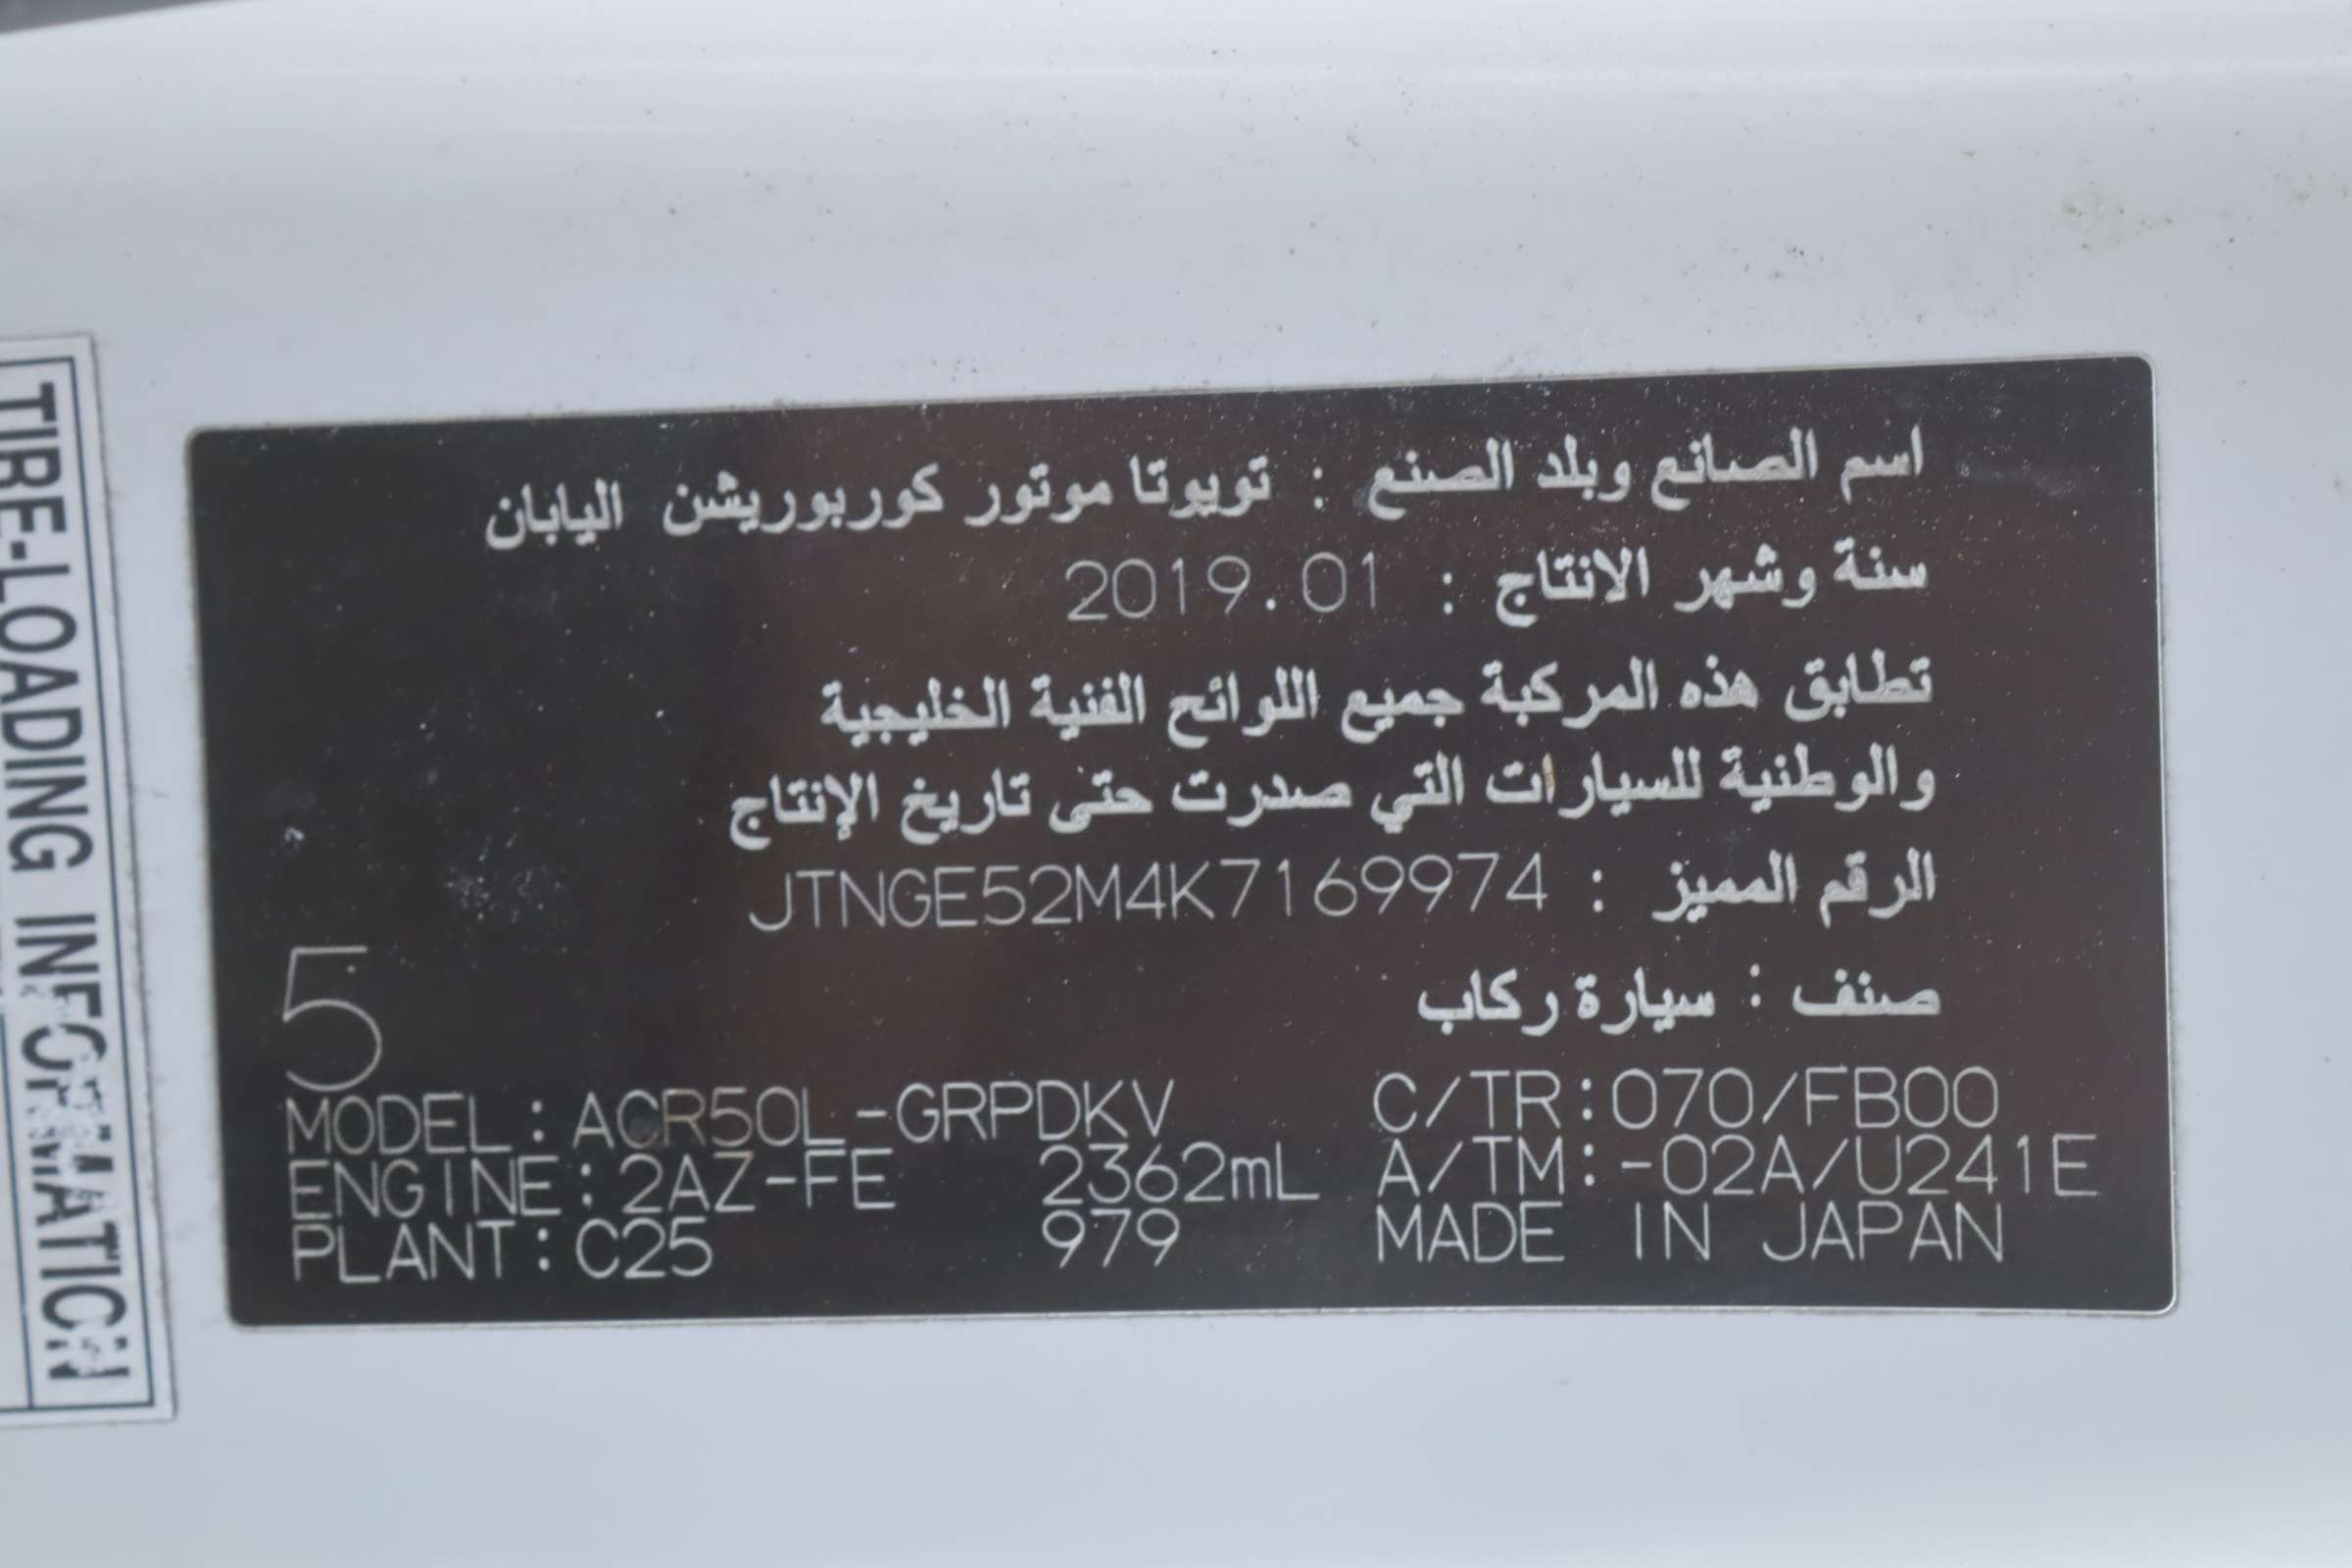 TIRE-LOADING INFORMATION
اسم الصانع وبلد الصنع : تويوتا موتور كوربوريشن اليابان
سنة وشهر الانتاج : 2019.01
تطابق هذه المركبة جميع اللوائح الفنية الخليجية
والوطنية للسيارات التي صدرت حتى تاريخ الإنتاج
الرقم المميز : JTNGE52M4K7169974
صنف : سيارة ركاب
5
MODEL: ACR50L-GRPDKV C/TR:070/FB00
ENGINE: 2AZ-FE 2362mL A/TM:-02A/U241E
PLANT: C25 979 MADE IN JAPAN